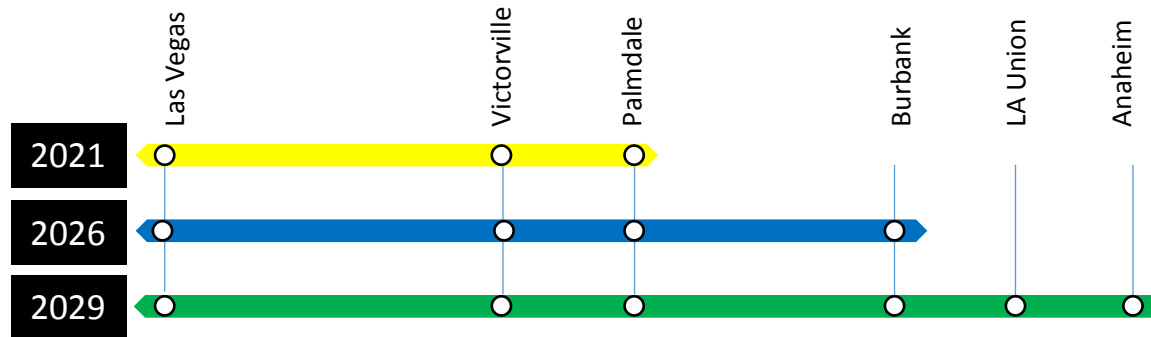 Las Vegas
Victorville
Palmdale
Burbank
LA Union
Anaheim
2021
2026
2029